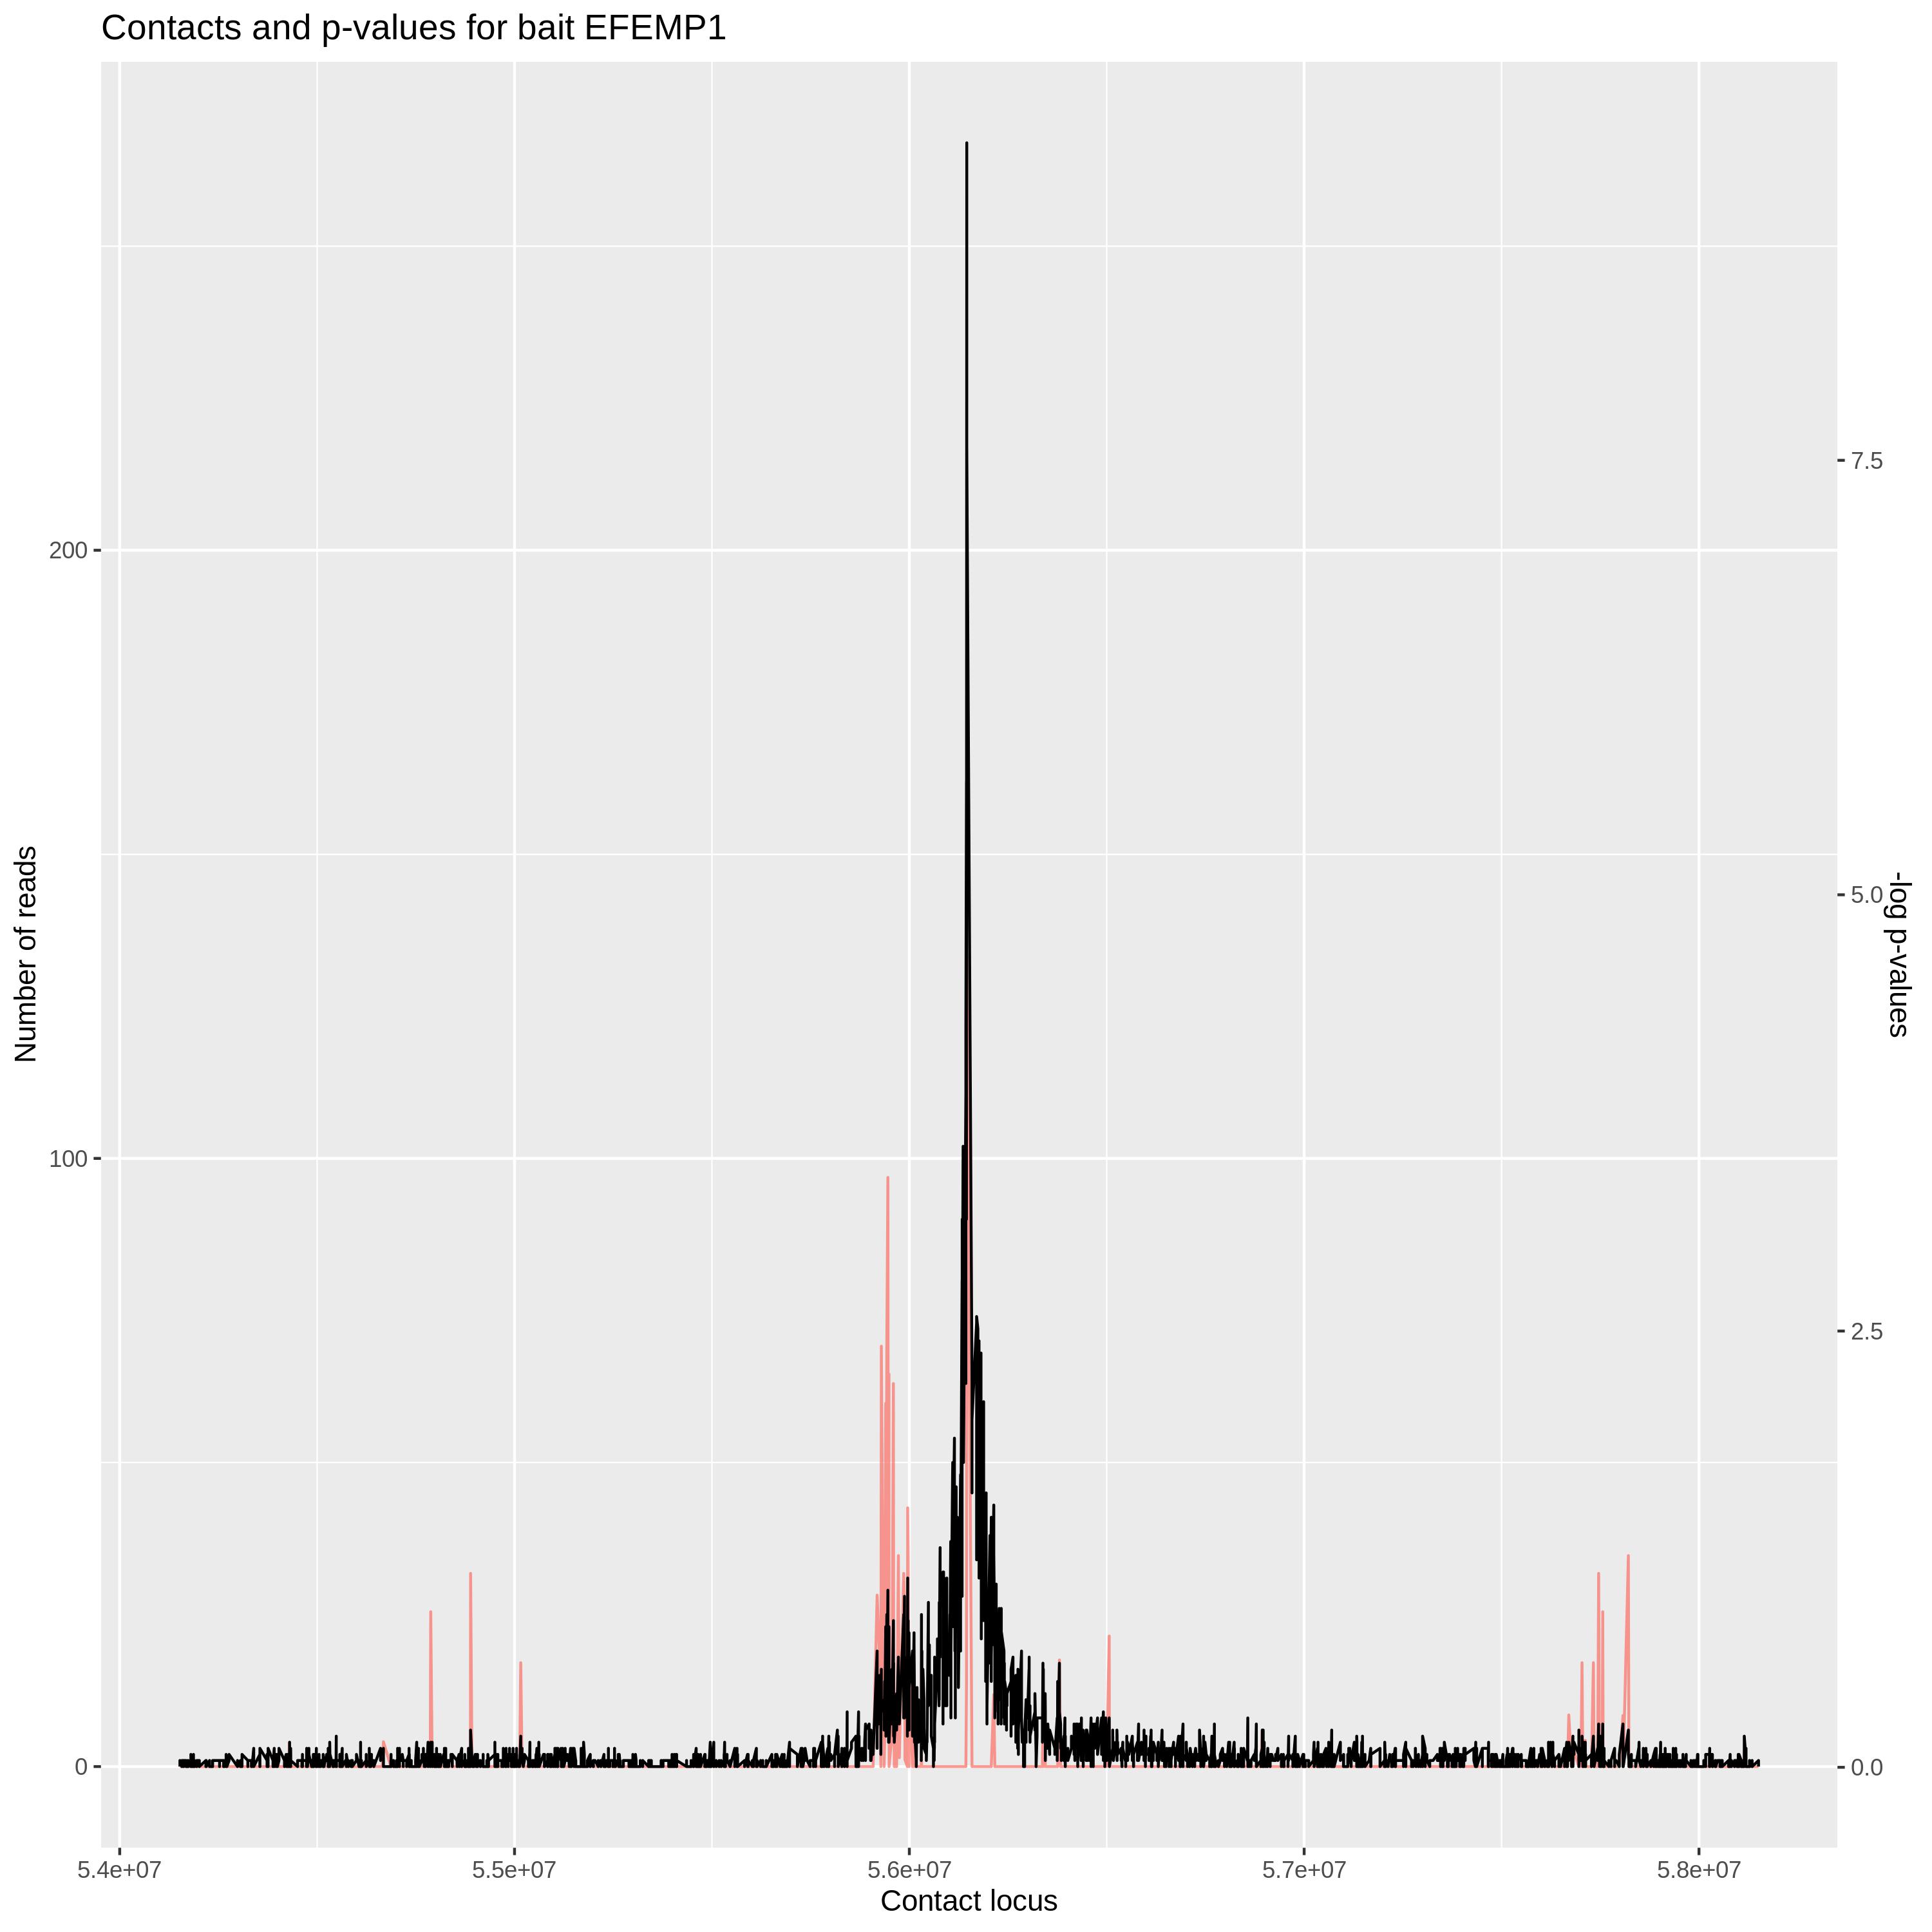 Contacts and p-values for bait EFEMP1
Number of reads
200
100
0
7.5
5.0
2.5
0.0
-log p-values
5.4e+07
5.5e+07
5.6e+07
5.7e+07
5.8e+07
Contact locus